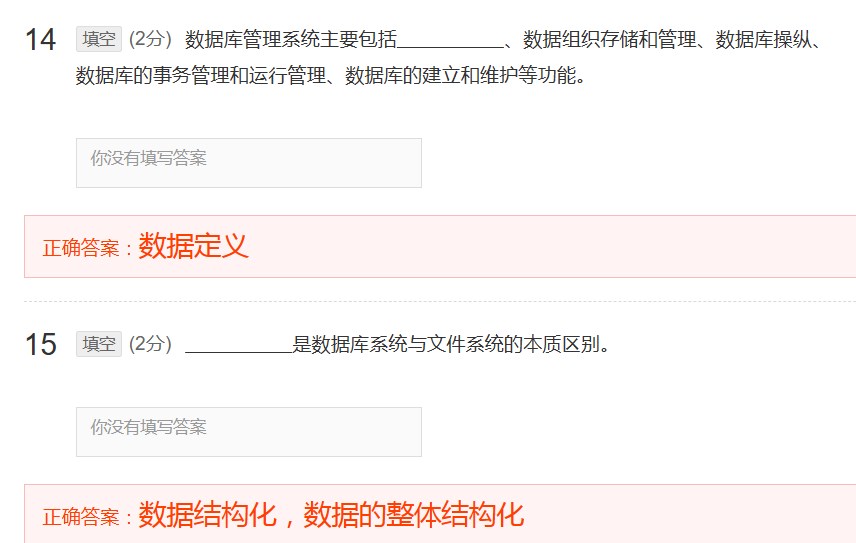 14 填空 (2分) 数据库管理系统主要包括___________、数据组织存储和管理、数据库操纵、
数据库的事务管理和运行管理、数据库的建立和维护等功能。
你没有填写答案
正确答案：数据定义
15 填空 (2分) ___________是数据库系统与文件系统的本质区别。
你没有填写答案
正确答案：数据结构化，数据的整体结构化